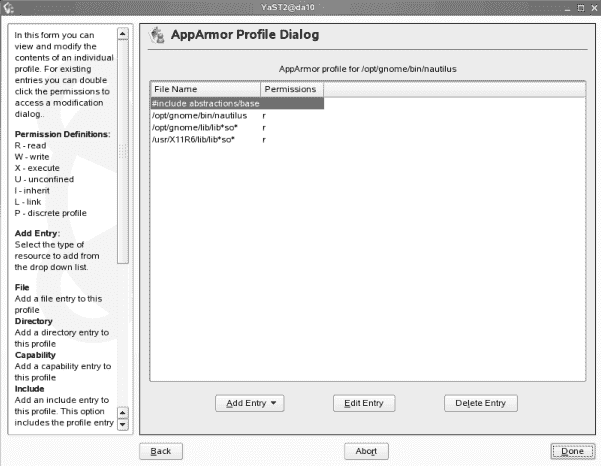 YaST2@da10
In this form you can
view and modify the
contents of an individual
profile. For existing
entries you can double
click the permissions to
access a modification
dialog..
Permission Definitions:
R - read
W - write
X - execute
U - unconfined
I - inherit
L - link
P - discrete profile
Add Entry:
Select the type of
resource to add from
the drop down list.
File
Add a file entry to this
profile
Directory
Add a directory entry to
this profile
Capability
Add a capability entry to
this profile
Include
Add an include entry to
this profile. This option
includes the profile entry
AppArmor Profile Dialog
AppArmor profile for /opt/gnome/bin/nautilus
File Name Permissions
#include abstractions/base
/opt/gnome/bin/nautilus r
/opt/gnome/lib/lib*so* r
/usr/X11R6/lib/lib*so* r
Add Entry Edit Entry Delete Entry
Back Abort Done